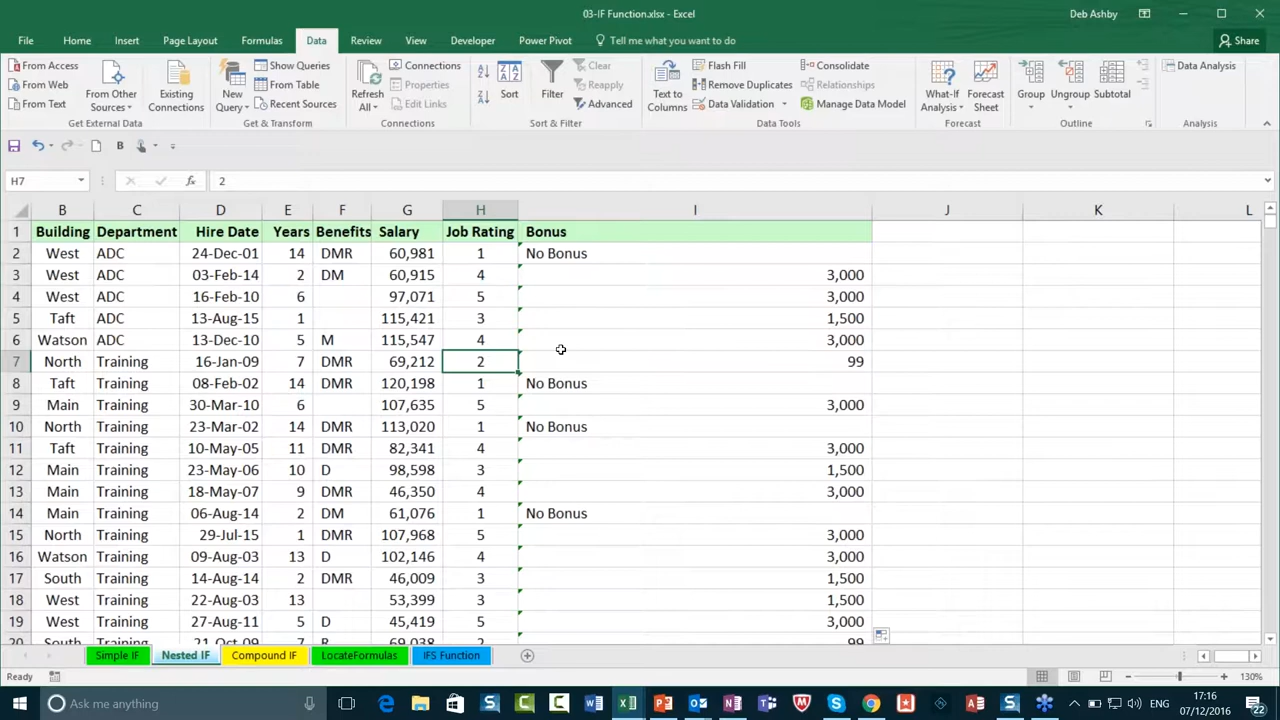 03-IF Function.xlsx - Excel
Deb Ashby
File Home Insert Page Layout Formulas Data Review View Developer Power Pivot Tell me what you want to do Share
From Access
From Web
From Text
From Other Sources
Existing Connections
Get External Data
New Query
Show Queries
From Table
Recent Sources
Get & Transform
Refresh All
Connections
Properties
Edit Links
Connections
Sort
Filter
Clear
Reapply
Advanced
Sort & Filter
Text to Columns
Flash Fill
Remove Duplicates
Data Validation
Consolidate
Relationships
Manage Data Model
Data Tools
What-If Analysis
Forecast Sheet
Forecast
Group
Ungroup
Subtotal
Outline
Data Analysis
Analysis
H7 fx 2
B C D E F G H I J K L
1 Building Department Hire Date Years Benefits Salary Job Rating Bonus
2 West ADC 24-Dec-01 14 DMR 60,981 1 No Bonus
3 West ADC 03-Feb-14 2 DM 60,915 4 3,000
4 West ADC 16-Feb-10 6 97,071 5 3,000
5 Taft ADC 13-Aug-15 1 115,421 3 1,500
6 Watson ADC 13-Dec-10 5 M 115,547 4 3,000
7 North Training 16-Jan-09 7 DMR 69,212 2 99
8 Taft Training 08-Feb-02 14 DMR 120,198 1 No Bonus
9 Main Training 30-Mar-10 6 107,635 5 3,000
10 North Training 23-Mar-02 14 DMR 113,020 1 No Bonus
11 Taft Training 10-May-05 11 DMR 82,341 4 3,000
12 Main Training 23-May-06 10 D 98,598 3 1,500
13 Main Training 18-May-07 9 DMR 46,350 4 3,000
14 Main Training 06-Aug-14 2 DM 61,076 1 No Bonus
15 North Training 29-Jul-15 1 DMR 107,968 5 3,000
16 Watson Training 09-Aug-03 13 D 102,146 4 3,000
17 South Training 14-Aug-14 2 DMR 46,009 3 1,500
18 West Training 22-Aug-03 13 53,399 3 1,500
19 West Training 27-Aug-11 5 D 45,419 5 3,000
20 South Training 21-Oct-09 7 R 69,038 2 99
Simple IF Nested IF Compound IF LocateFormulas IFS Function
Ready 130%
Ask me anything
ENG
17:16
07/12/2016
22